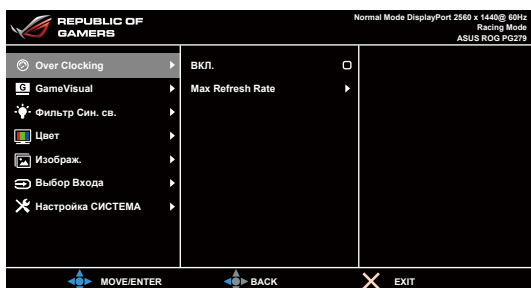 REPUBLIC OF
GAMERS
Normal Mode DisplayPort 2560 x 1440@ 60Hz
Racing Mode
ASUS ROG PG279
Over Clocking
ВКЛ.
G GameVisual
Max Refresh Rate
Фильтр Син. св.
Цвет
Изображ.
Выбор Входа
Настройка СИСТЕМА
MOVE/ENTER
BACK
EXIT